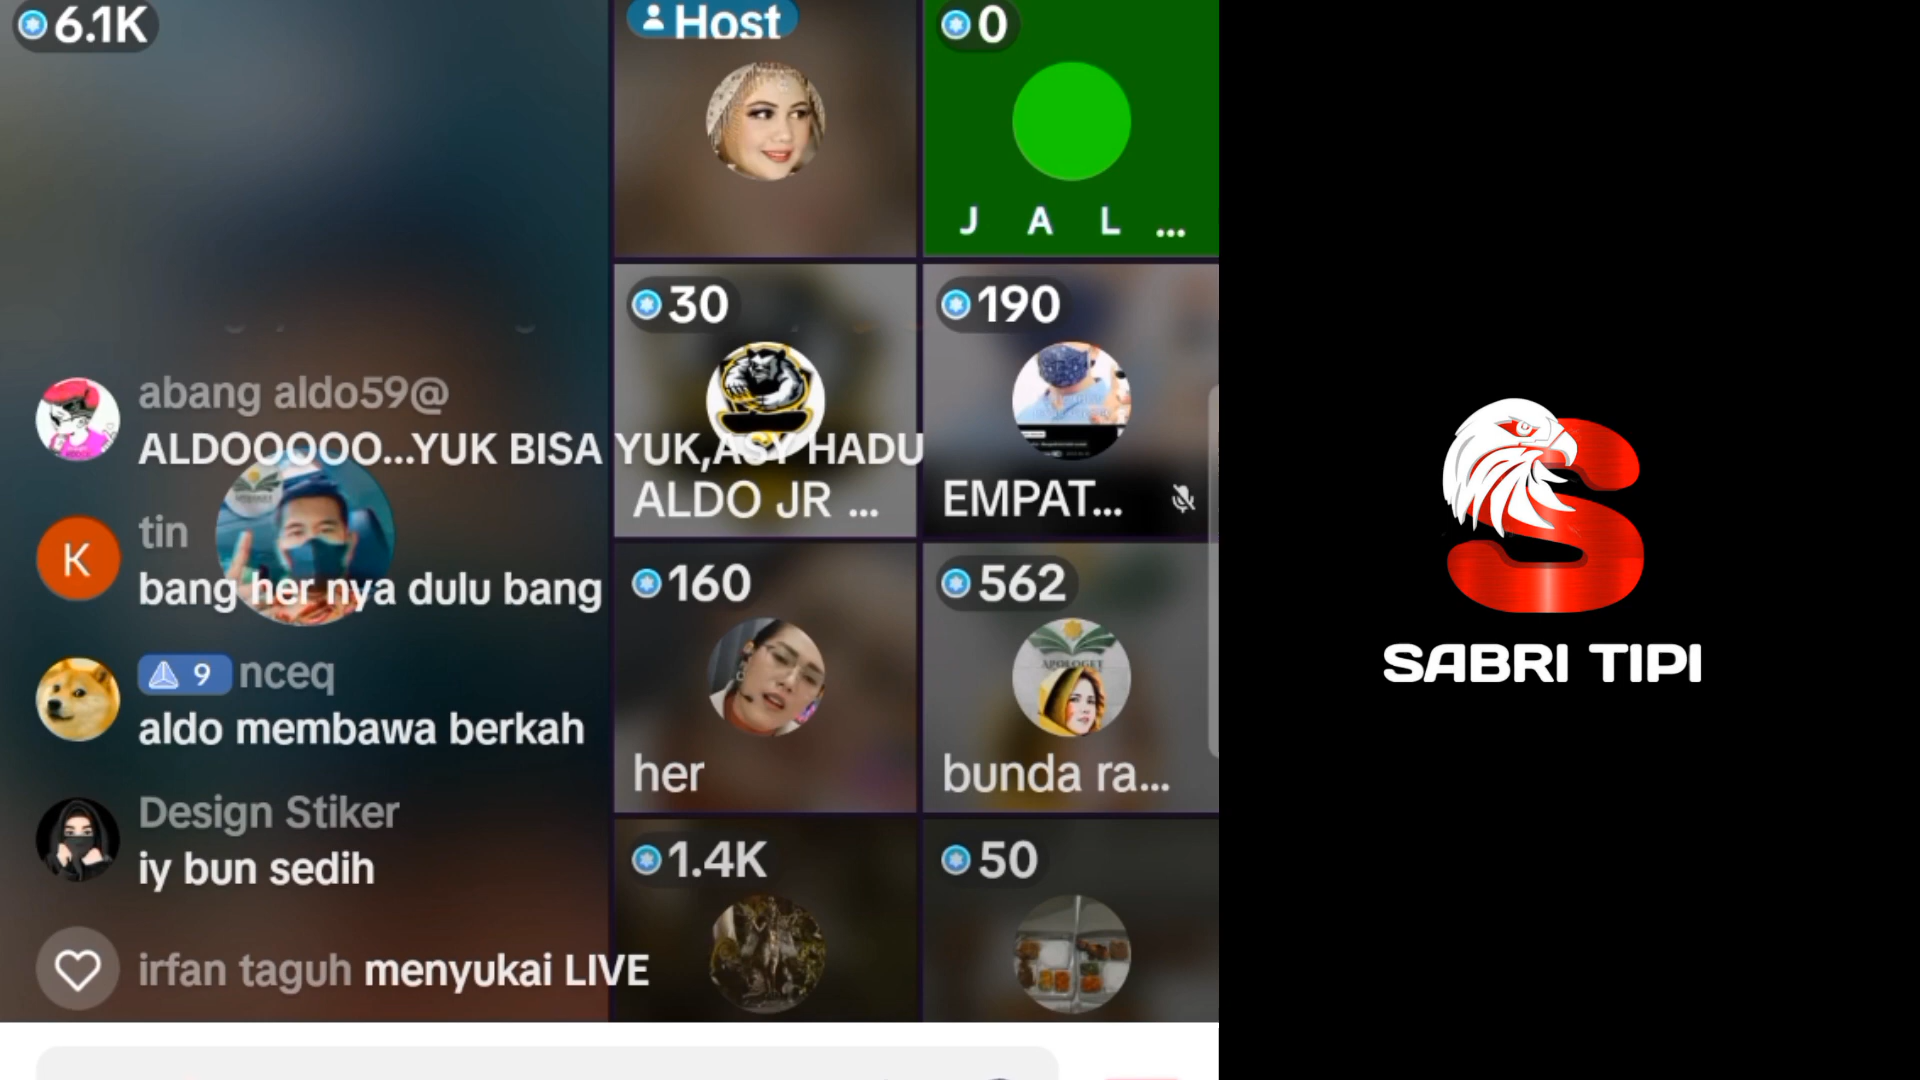 6.1K
Host
0
J A L ...
30
190
abang aldo59@
ALDOOOOO...YUK BISA YUK,ASY HADU
ALDO JR ...
EMPAT...
tin
K
bang her nya dulu bang
160
562
APOLOGET
9 nceq
aldo membawa berkah
her
bunda ra...
Design Stiker
iy bun sedih
1.4K
50
irfan taguh menyukai LIVE
S
SABRI TIPI